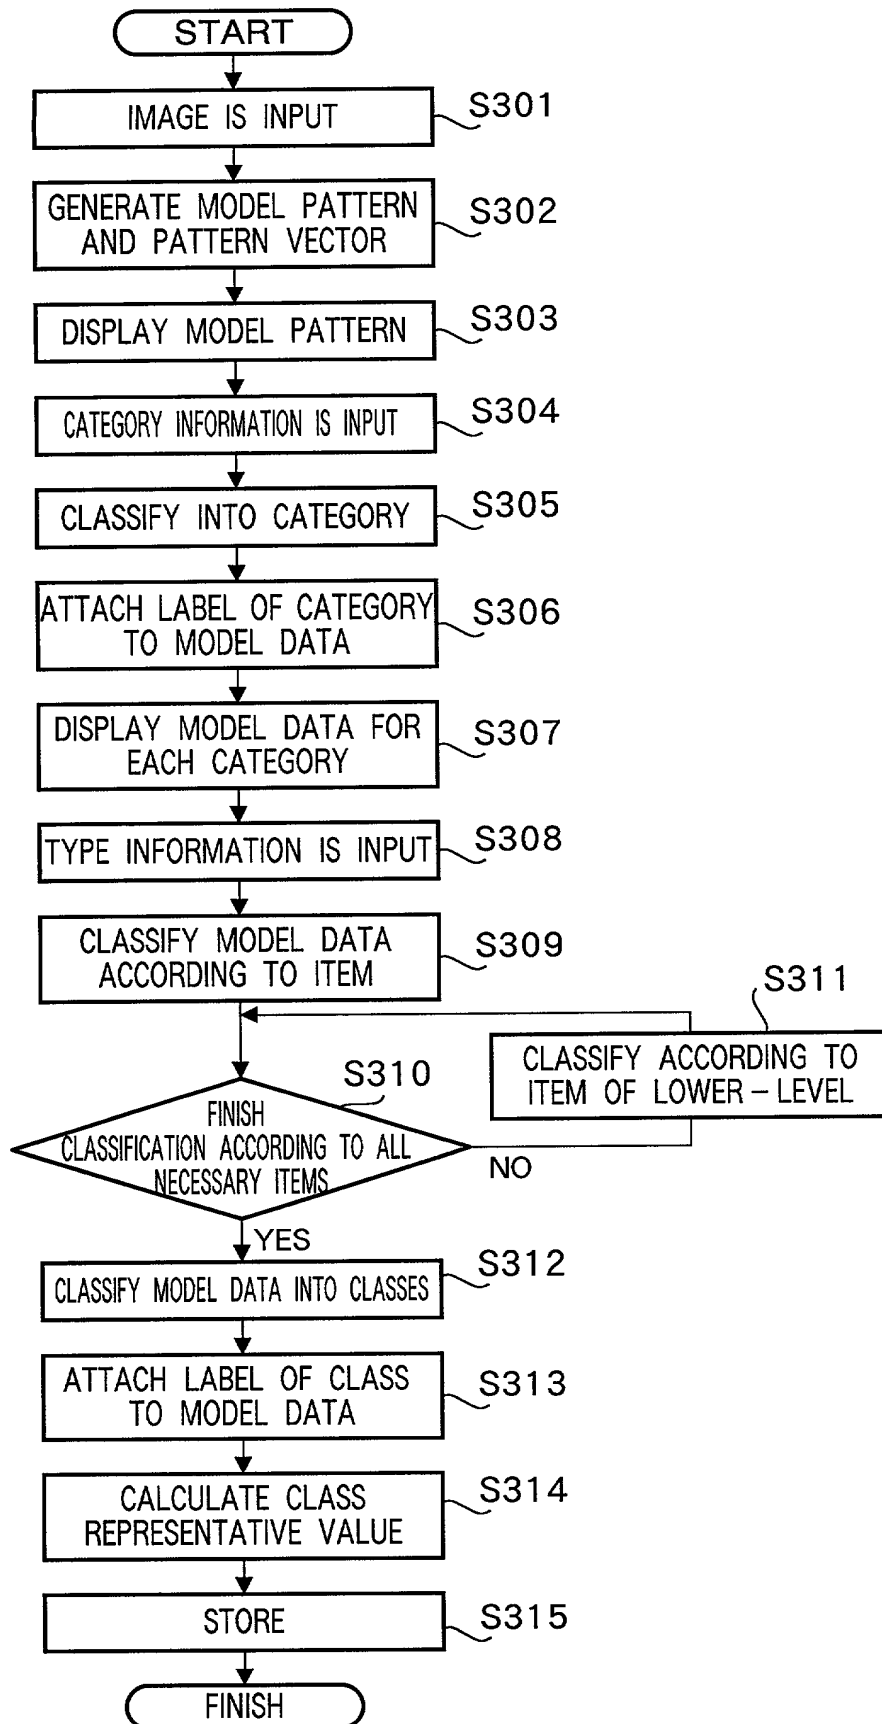 START
IMAGE IS INPUT
S301
GENERATE MODEL PATTERN
AND PATTERN VECTOR
S302
DISPLAY MODEL PATTERN
S303
CATEGORY INFORMATION IS INPUT
S304
CLASSIFY INTO CATEGORY
S305
ATTACH LABEL OF CATEGORY
TO MODEL DATA
S306
DISPLAY MODEL DATA FOR
EACH CATEGORY
S307
TYPE INFORMATION IS INPUT
S308
CLASSIFY MODEL DATA
ACCORDING TO ITEM
S309
S311
CLASSIFY ACCORDING TO
ITEM OF LOWER-LEVEL
S310
FINISH
CLASSIFICATION ACCORDING TO ALL
NECESSARY ITEMS
NO
YES
CLASSIFY MODEL DATA INTO CLASSES
S312
ATTACH LABEL OF CLASS
TO MODEL DATA
S313
CALCULATE CLASS
REPRESENTATIVE VALUE
S314
STORE
S315
FINISH